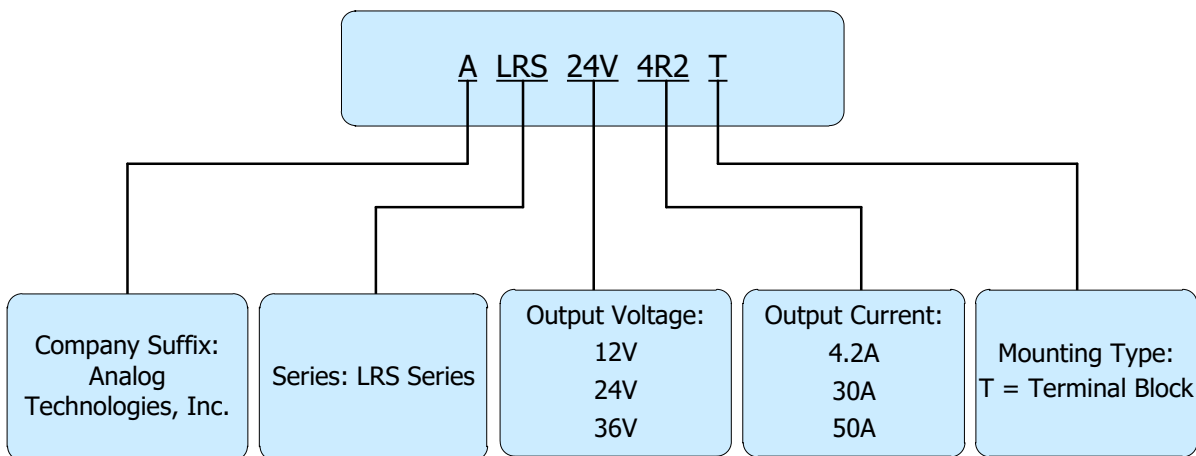 A LRS 24V 4R2 T
Company Suffix:
Analog
Technologies, Inc.
Series: LRS Series
Output Voltage:
12V
24V
36V
Output Current:
4.2A
30A
50A
Mounting Type:
T = Terminal Block